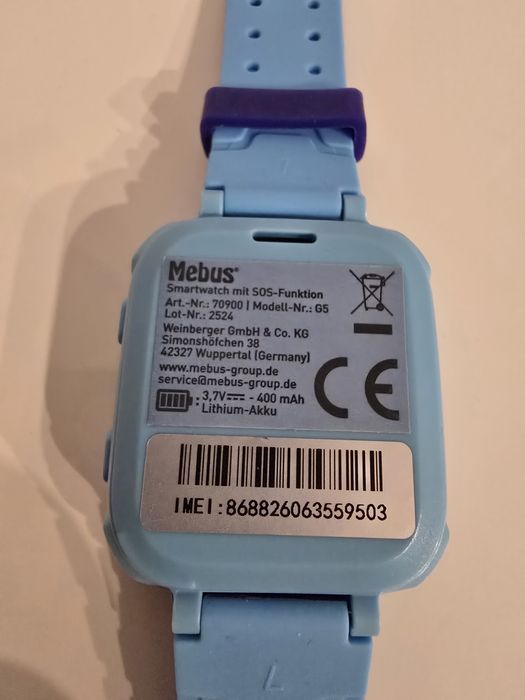 Mebus®
Smartwatch mit SOS-Funktion
Art.-Nr.: 70900 | Modell-Nr.: G5
Lot-Nr.: 2524
Weinberger GmbH & Co. KG
Simonshöfchen 38
42327 Wuppertal (Germany)
www.mebus-group.de
service@mebus-group.de
: 3,7V⎓ - 400 mAh
Lithium-Akku
CE
IMEI:868826063559503